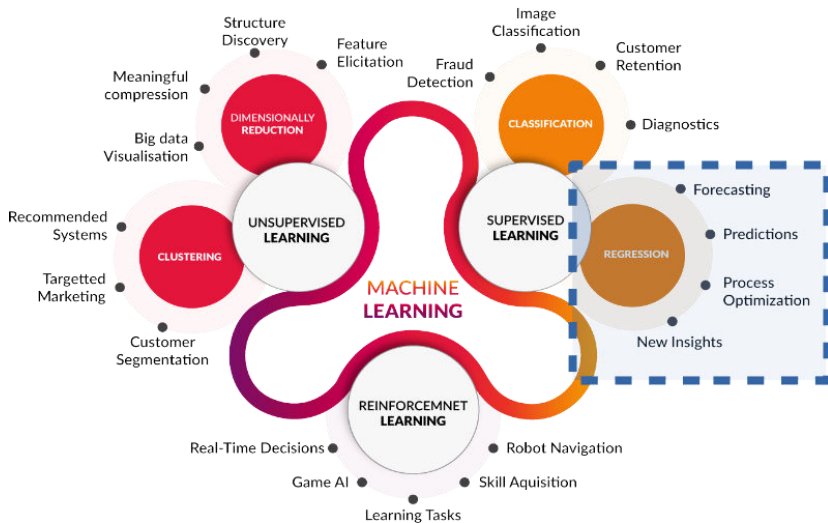 Structure
Discovery
Feature
Elicitation
Meaningful
compression
DIMENSIONALLY
REDUCTION
Big data
Visualisation
Recommended
Systems
CLUSTERING
Targetted
Marketing
Customer
Segmentation
UNSUPERVISED
LEARNING
Image
Classification
Fraud
Detection
Customer
Retention
CLASSIFICATION
Diagnostics
SUPERVISED
LEARNING
Forecasting
REGRESSION
Predictions
Process
Optimization
New Insights
MACHINE
LEARNING
REINFORCEMNET
LEARNING
Real-Time Decisions
Robot Navigation
Game AI
Skill Aquisition
Learning Tasks